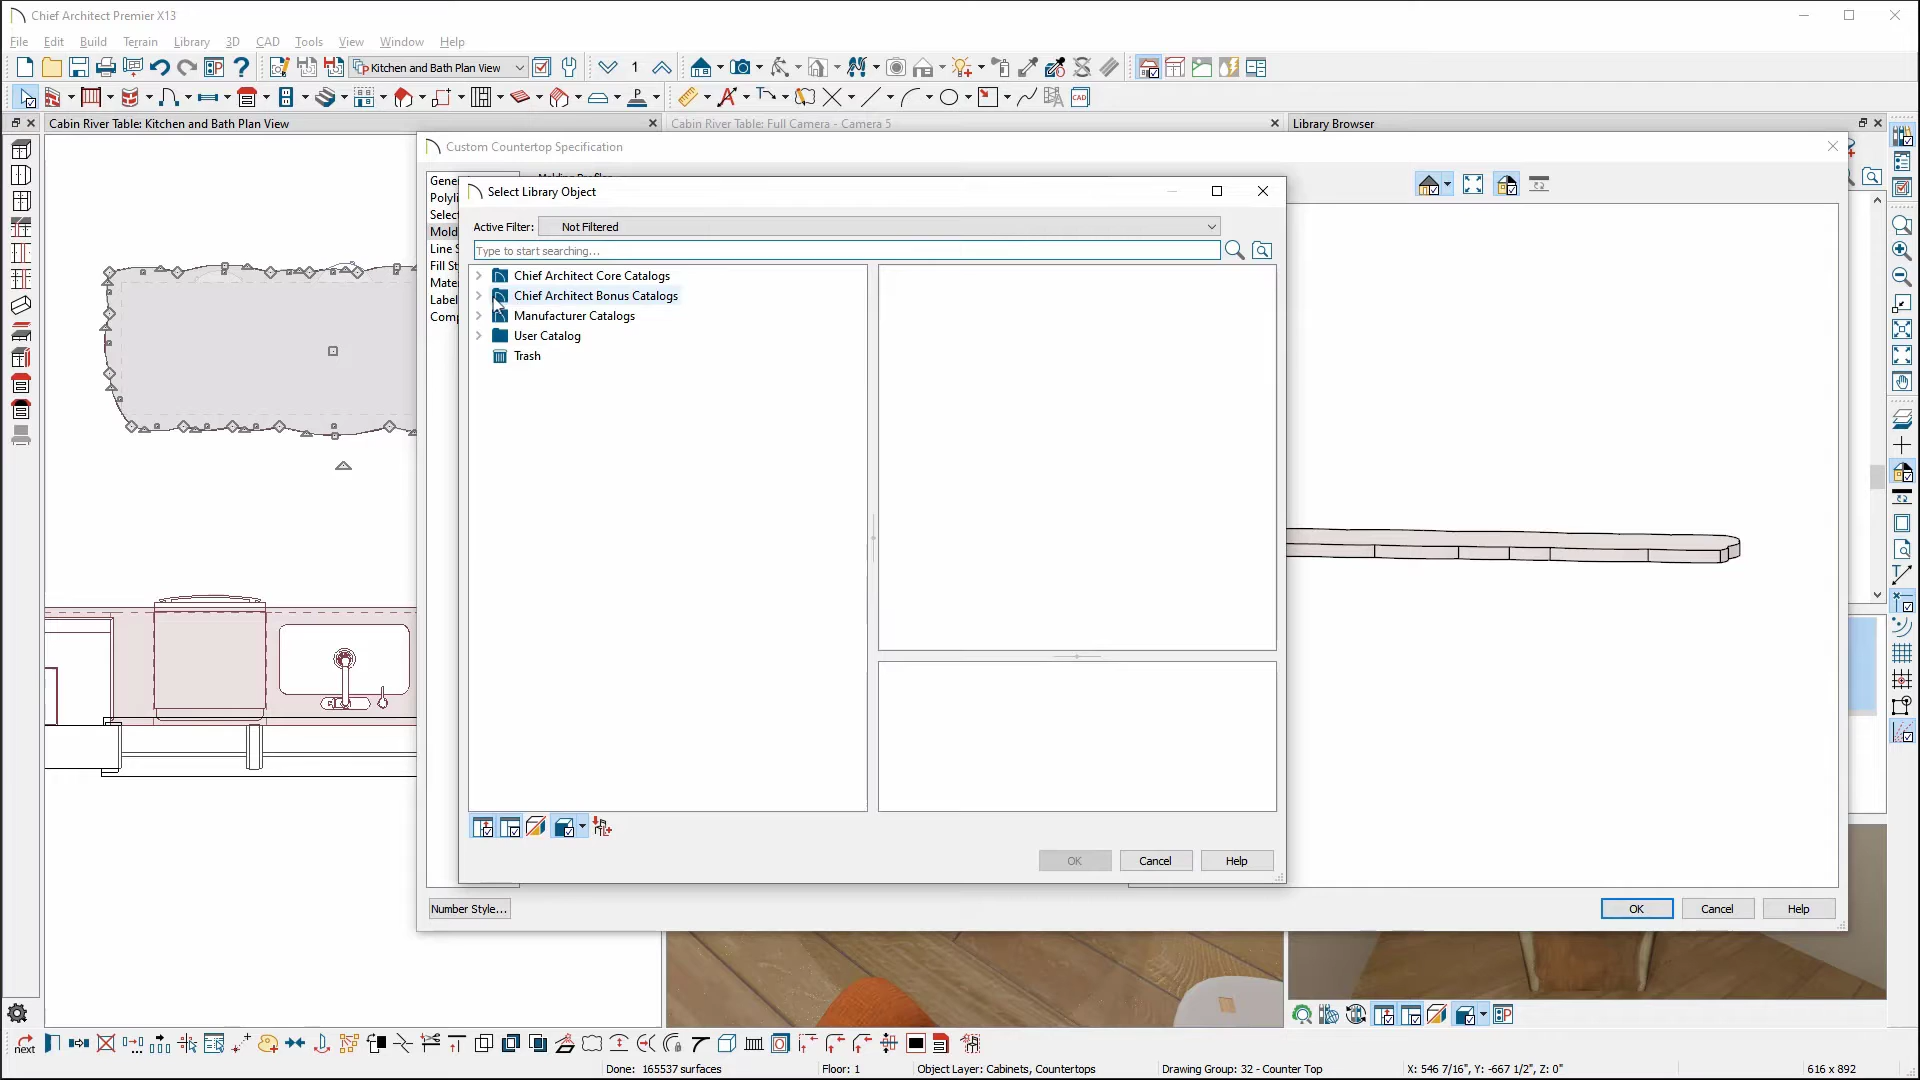 Chief Architect Premier X13
File Edit Build Terrain Library 3D CAD Tools View Window Help
Kitchen and Bath Plan View
1
Cabin River Table: Kitchen and Bath Plan View
Cabin River Table: Full Camera - Camera 5
Library Browser
Custom Countertop Specification
Select Library Object
Active Filter: Not Filtered
Type to start searching...
Chief Architect Core Catalogs
Chief Architect Bonus Catalogs
Manufacturer Catalogs
User Catalog
Trash
OK Cancel Help
Number Style...
OK Cancel Help
next
Done: 165537 surfaces
Floor: 1
Object Layer: Cabinets, Countertops
Drawing Group: 32 - Counter Top
X: 546 7/16", Y: -667 1/2", Z: 0"
616 x 892